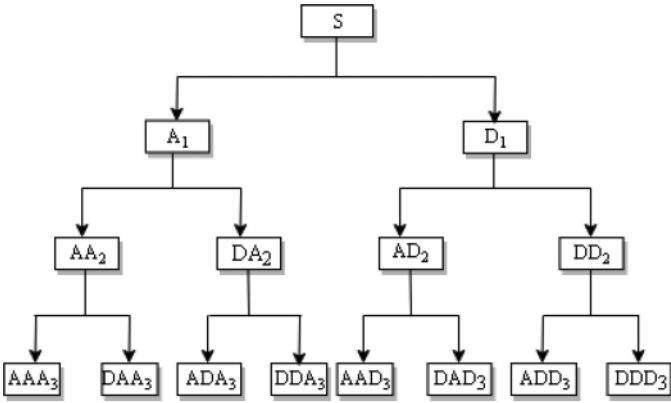 S
A₁ D₁
AA₂ DA₂ AD₂ DD₂
AAA₃ DAA₃ ADA₃ DDA₃ AAD₃ DAD₃ ADD₃ DDD₃